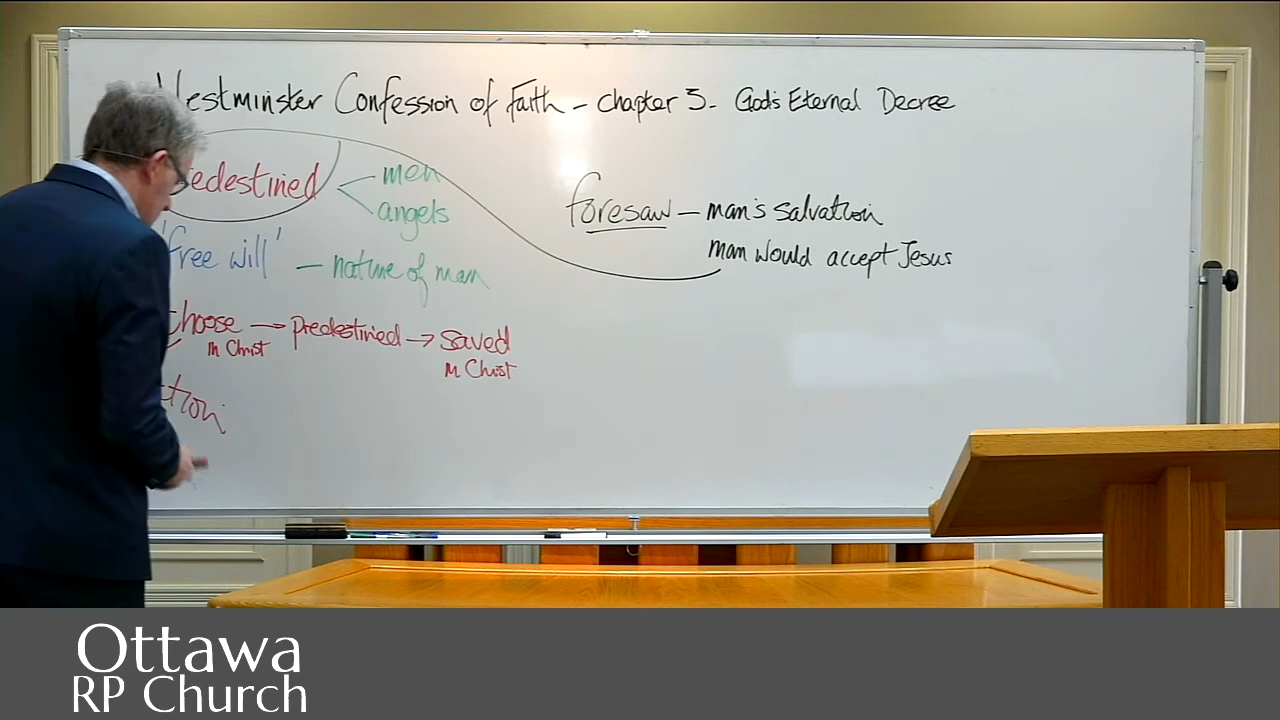 Westminster Confession of Faith - chapter 3 - God's Eternal Decree
edestined
men
angels
'free will' - nature of man
foresaw - man's salvation
man would accept Jesus
choose → predestined → saved
in Christ
in Christ
ction
Ottawa
RP Church